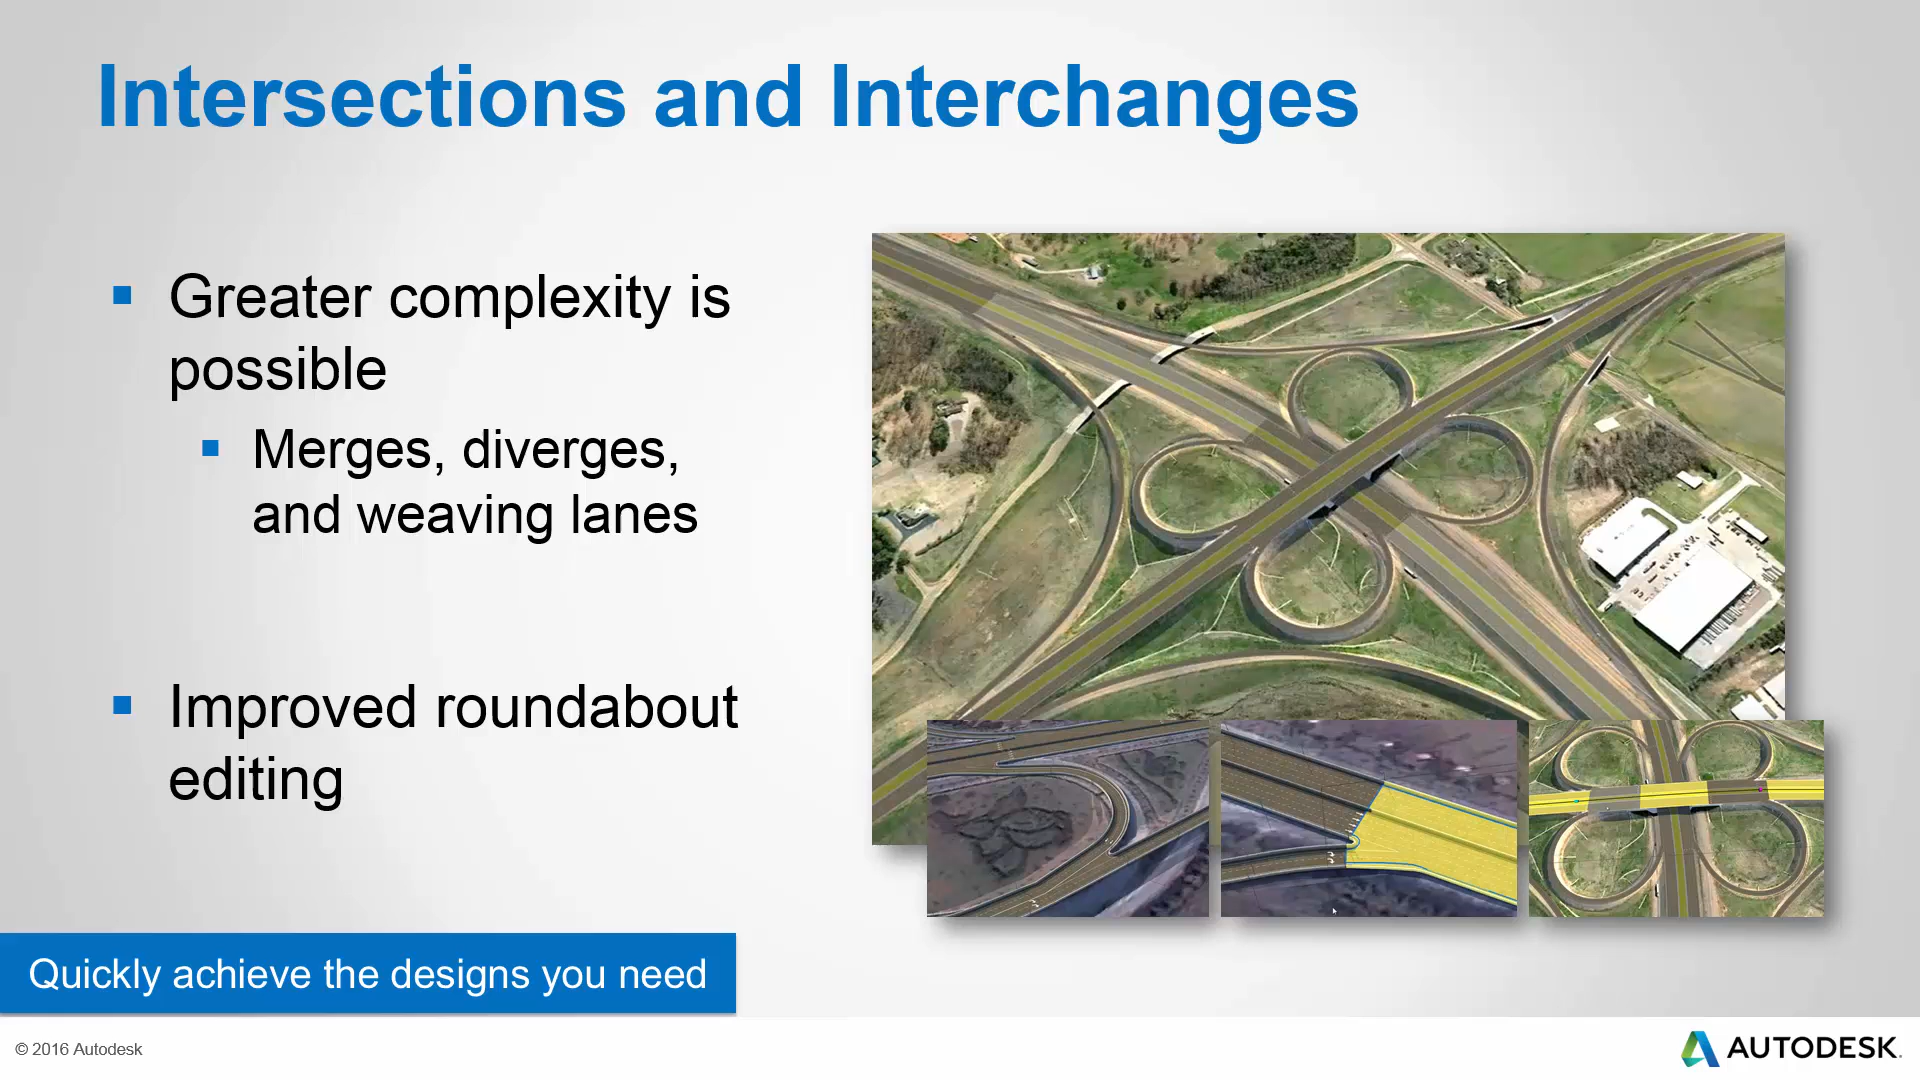 Intersections and Interchanges
Greater complexity is
possible
Merges, diverges,
and weaving lanes
Improved roundabout
editing
Quickly achieve the designs you need
© 2016 Autodesk
AUTODESK.